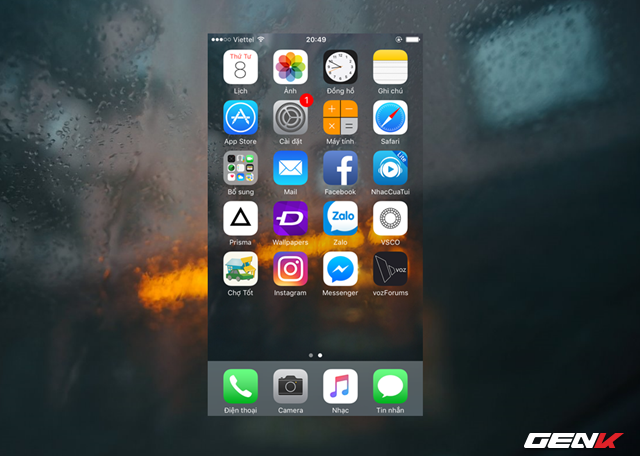 Viettel 20:49
Thứ Tư
8
Lịch Ảnh Đồng hồ Ghi chú
1
App Store Cài đặt Máy tính Safari
Lite
Bổ sung Mail Facebook NhacCuaTui
Zalo
Prisma Wallpapers Zalo VSCO
VOZ
Chợ Tốt Instagram Messenger vozForums
Điện thoại Camera Nhạc Tin nhắn
GENK